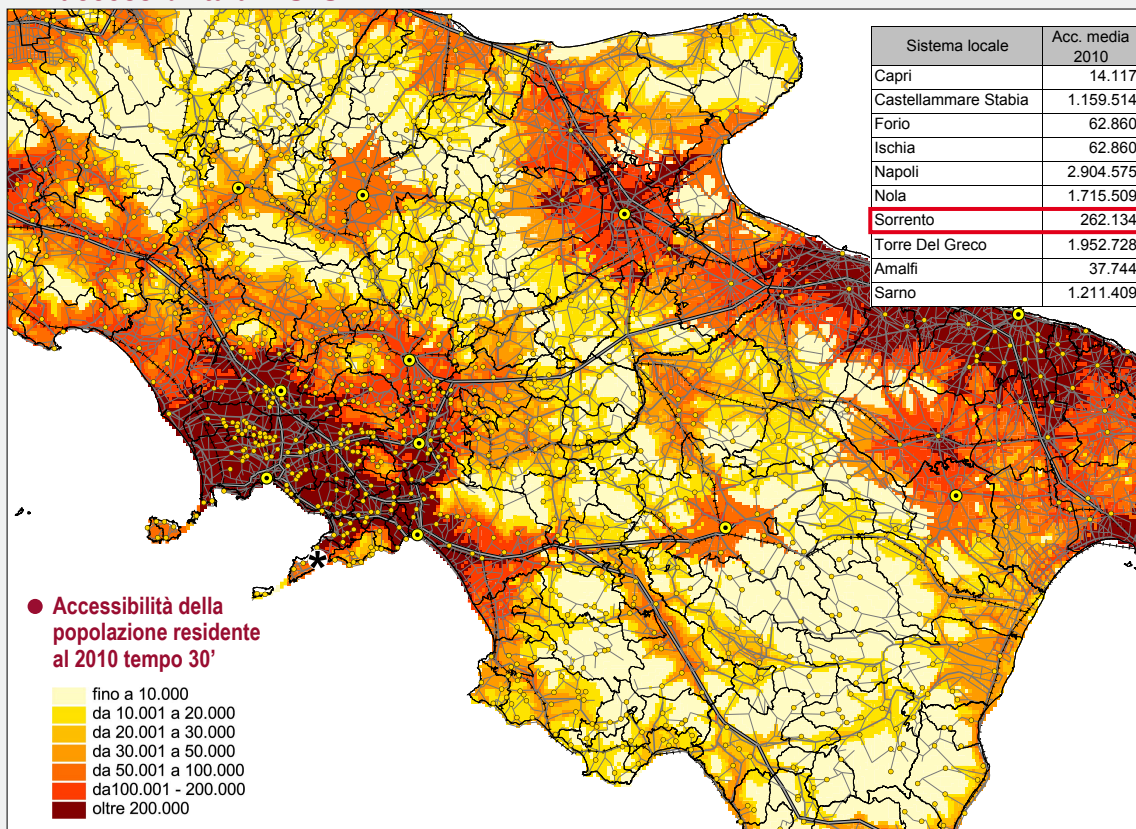 Sistema locale Acc. media 2010
Capri 14.117
Castellammare Stabia 1.159.514
Forio 62.860
Ischia 62.860
Napoli 2.904.575
Nola 1.715.509
Sorrento 262.134
Torre Del Greco 1.952.728
Amalfi 37.744
Sarno 1.211.409
*
● Accessibilità della
popolazione residente
al 2010 tempo 30’
fino a 10.000
da 10.001 a 20.000
da 20.001 a 30.000
da 30.001 a 50.000
da 50.001 a 100.000
da100.001 - 200.000
oltre 200.000